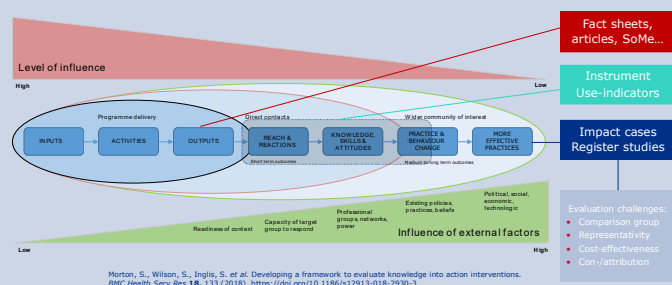 Fact sheets,
articles, SoMe…
Level of influence
High
Low
Instrument
Use-indicators
Programme delivery
Direct contacts
Wider community of interest
INPUTS
ACTIVITIES
OUTPUTS
REACH &
REACTIONS
KNOWLEDGE,
SKILLS &
ATTITUDES
PRACTICE &
BEHAVIOUR
CHANGE
MORE
EFFECTIVE
PRACTICES
Impact cases
Register studies
Short term outcomes
Medium to long term outcomes
Readiness of context
Capacity of target
group to respond
Professional
groups, networks,
power
Existing policies,
practices, beliefs
Political, social,
economic,
technologic
Influence of external factors
Low
High
Evaluation challenges:
• Comparison group
• Representativity
• Cost-effectiveness
• Con-/attribution
Morton, S., Wilson, S., Inglis, S. et al. Developing a framework to evaluate knowledge into action interventions.
BMC Health Serv Res 18, 133 (2018). https://doi.org/10.1186/s12913-018-2930-3